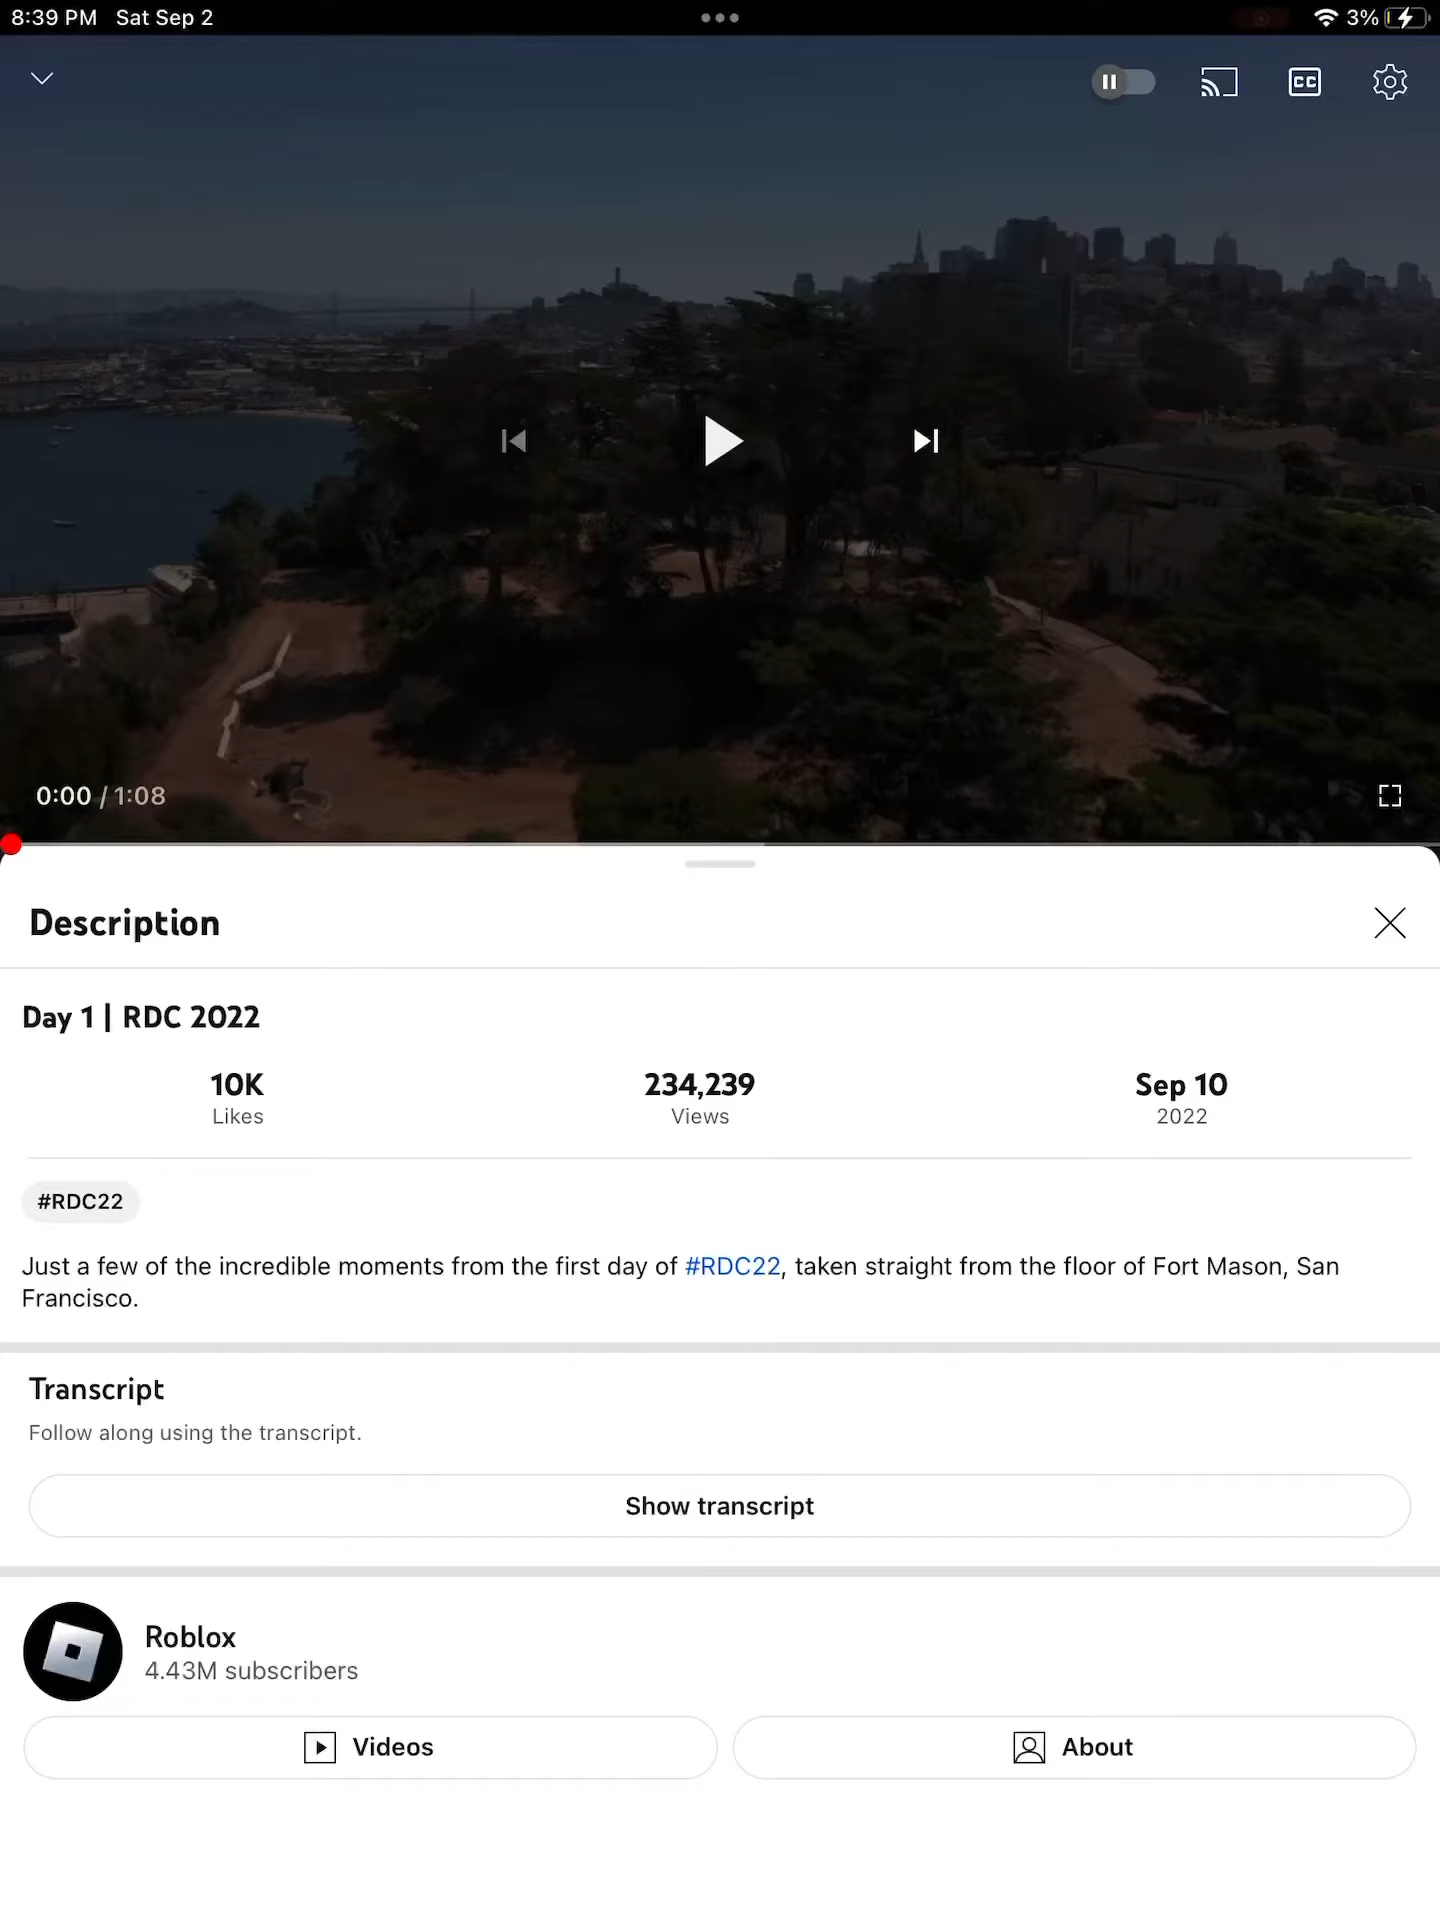 8:39 PM Sat Sep 2
3%
CC
0:00 / 1:08
Description
Day 1 | RDC 2022
10K
Likes
234,239
Views
Sep 10
2022
#RDC22
Just a few of the incredible moments from the first day of #RDC22, taken straight from the floor of Fort Mason, San
Francisco.
Transcript
Follow along using the transcript.
Show transcript
Roblox
4.43M subscribers
Videos
About